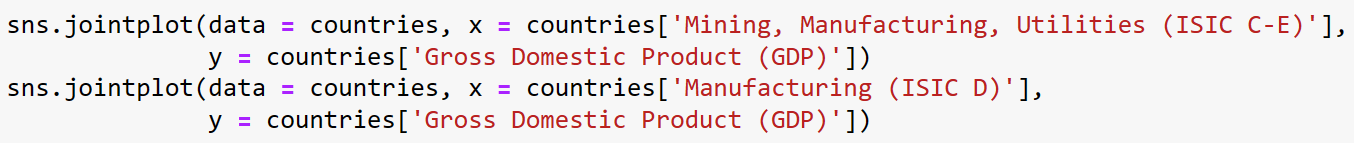 sns.jointplot(data = countries, x = countries['Mining, Manufacturing, Utilities (ISIC C-E)'],
y = countries['Gross Domestic Product (GDP)'])
sns.jointplot(data = countries, x = countries['Manufacturing (ISIC D)'],
y = countries['Gross Domestic Product (GDP)'])